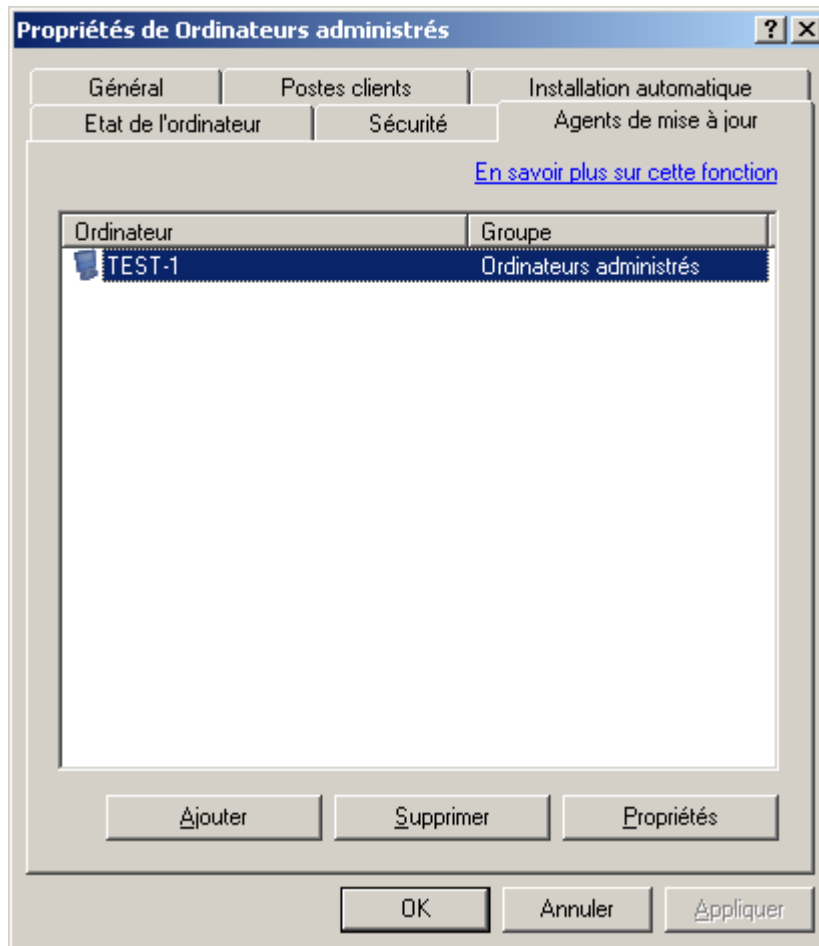 Propriétés de Ordinateurs administrés
Général Postes clients Installation automatique
Etat de l'ordinateur Sécurité Agents de mise à jour
En savoir plus sur cette fonction
Ordinateur Groupe
TEST-1 Ordinateurs administrés
Ajouter Supprimer Propriétés
OK Annuler Appliquer